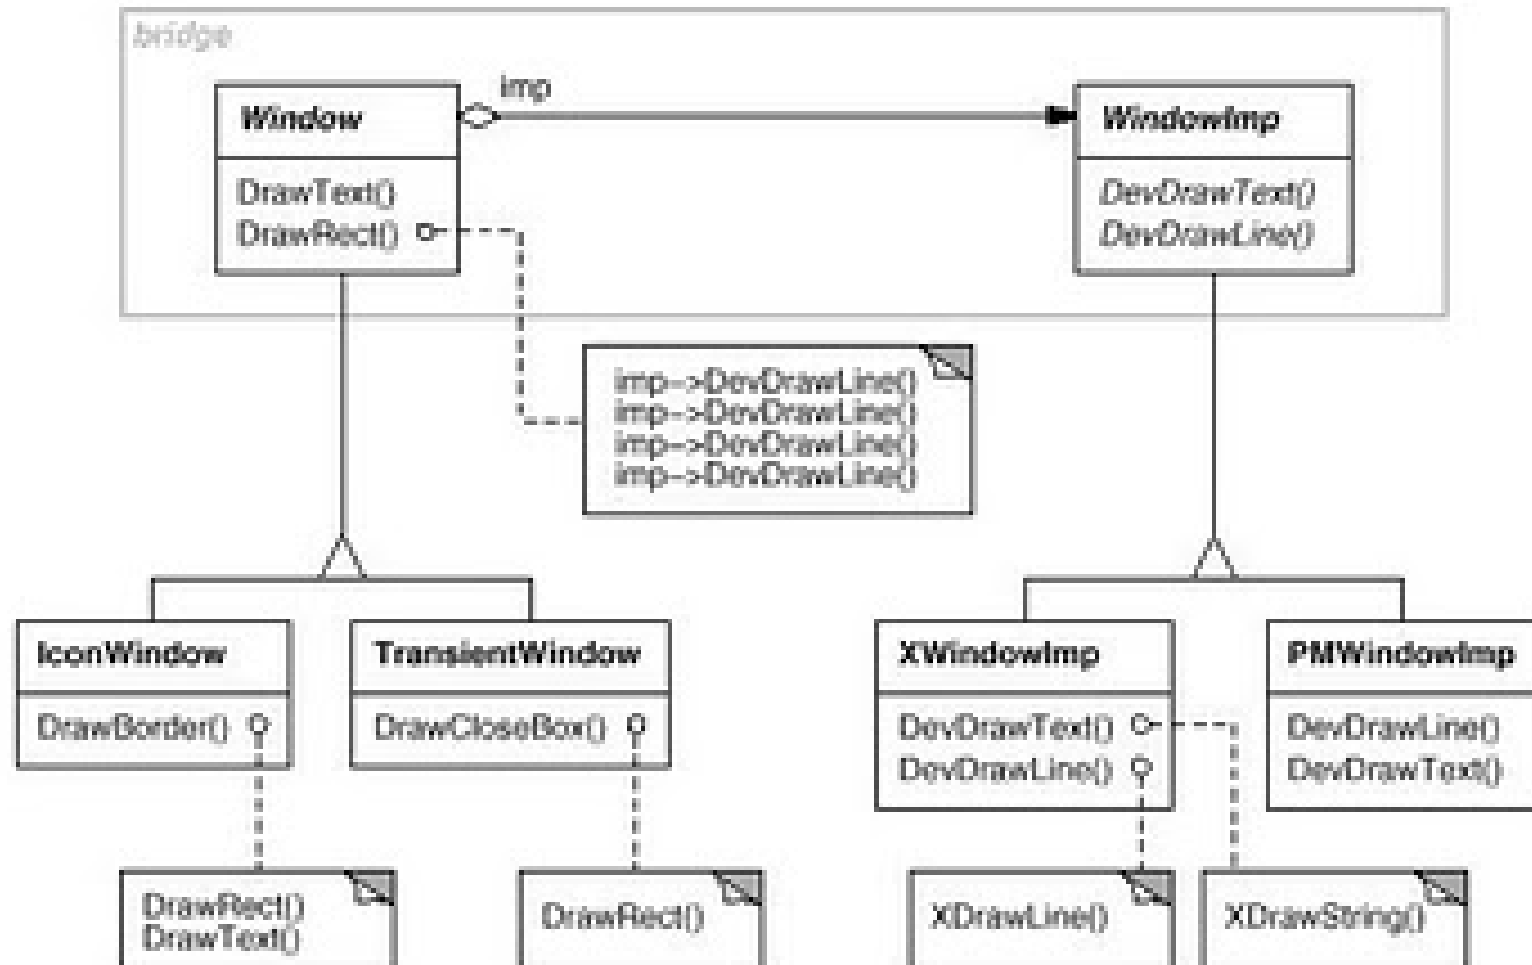 bridge
imp
Window
WindowImp
DrawText()
DrawRect()
DevDrawText()
DevDrawLine()
imp->DevDrawLine()
imp->DevDrawLine()
imp->DevDrawLine()
imp->DevDrawLine()
IconWindow
TransientWindow
XWindowImp
PMWindowImp
DrawBorder()
DrawCloseBox()
DevDrawText()
DevDrawLine()
DevDrawLine()
DevDrawText()
DrawRect()
DrawText()
DrawRect()
XDrawLine()
XDrawString()